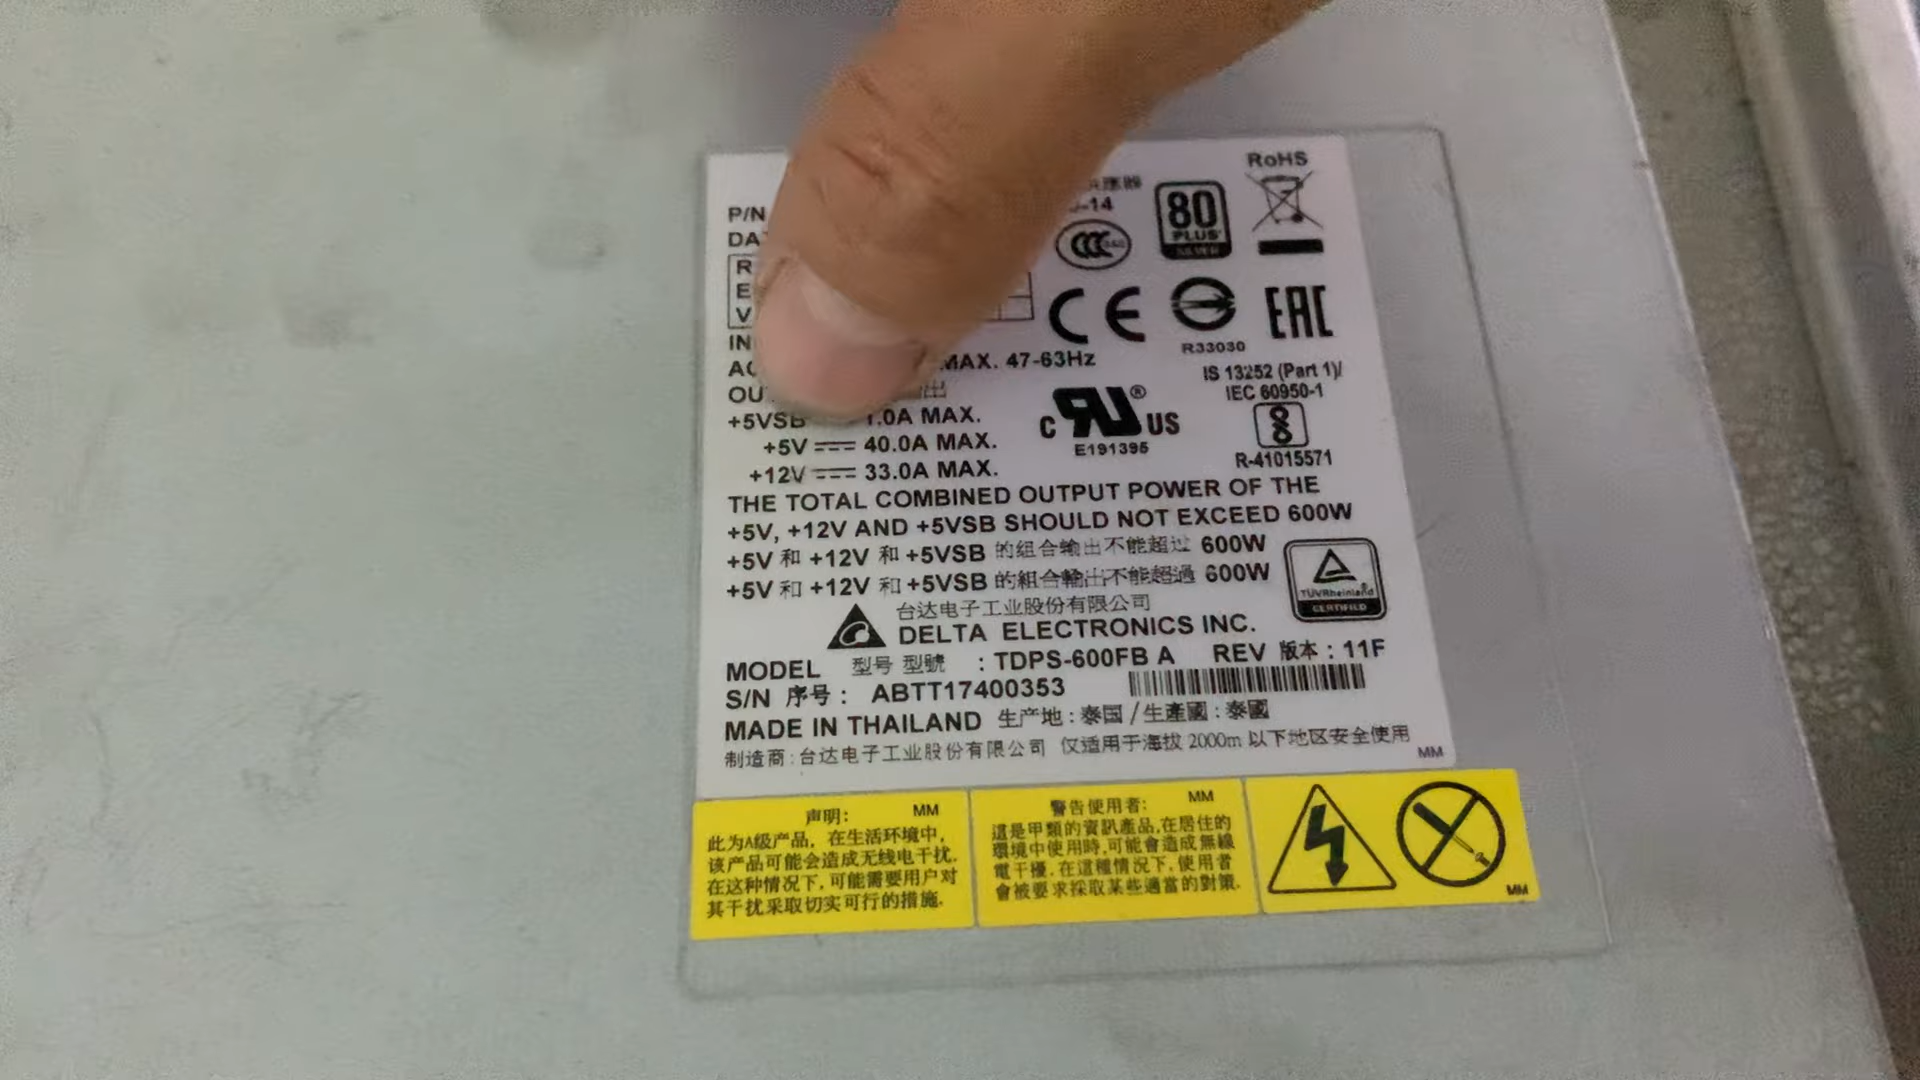 RoHS
P/N
-14
80
PLUS
SILVER
R
E
V
CE
EAC
R33030
IN
MAX. 47-63Hz
IS 13252 (Part 1)/
IEC 60950-1
+5VSB 1.0A MAX.
+5V 40.0A MAX.
+12V 33.0A MAX.
c RU ® US
E191395
R-41015571
THE TOTAL COMBINED OUTPUT POWER OF THE
+5V, +12V AND +5VSB SHOULD NOT EXCEED 600W
+5V 和 +12V 和 +5VSB 的组合输出不能超过 600W
+5V 和 +12V 和 +5VSB 的組合輸出不能超過 600W
TÜVRheinland®
CERTIFIED
台达电子工业股份有限公司
DELTA ELECTRONICS INC.
MODEL 型号 型號 : TDPS-600FB A REV 版本 : 11F
S/N 序号 : ABTT17400353
MADE IN THAILAND 生产地 : 泰国 / 生產國 : 泰國
制造商 : 台达电子工业股份有限公司 仅适用于海拔 2000m 以下地区安全使用
MM
声明: MM
此为A级产品，在生活环境中，
该产品可能会造成无线电干扰。
在这种情况下，可能需要用户对
其干扰采取切实可行的措施。
警告使用者: MM
這是甲類的資訊產品,在居住的
環境中使用時,可能會造成無線
電干擾,在這種情況下,使用者
會被要求採取某些適當的對策.
MM